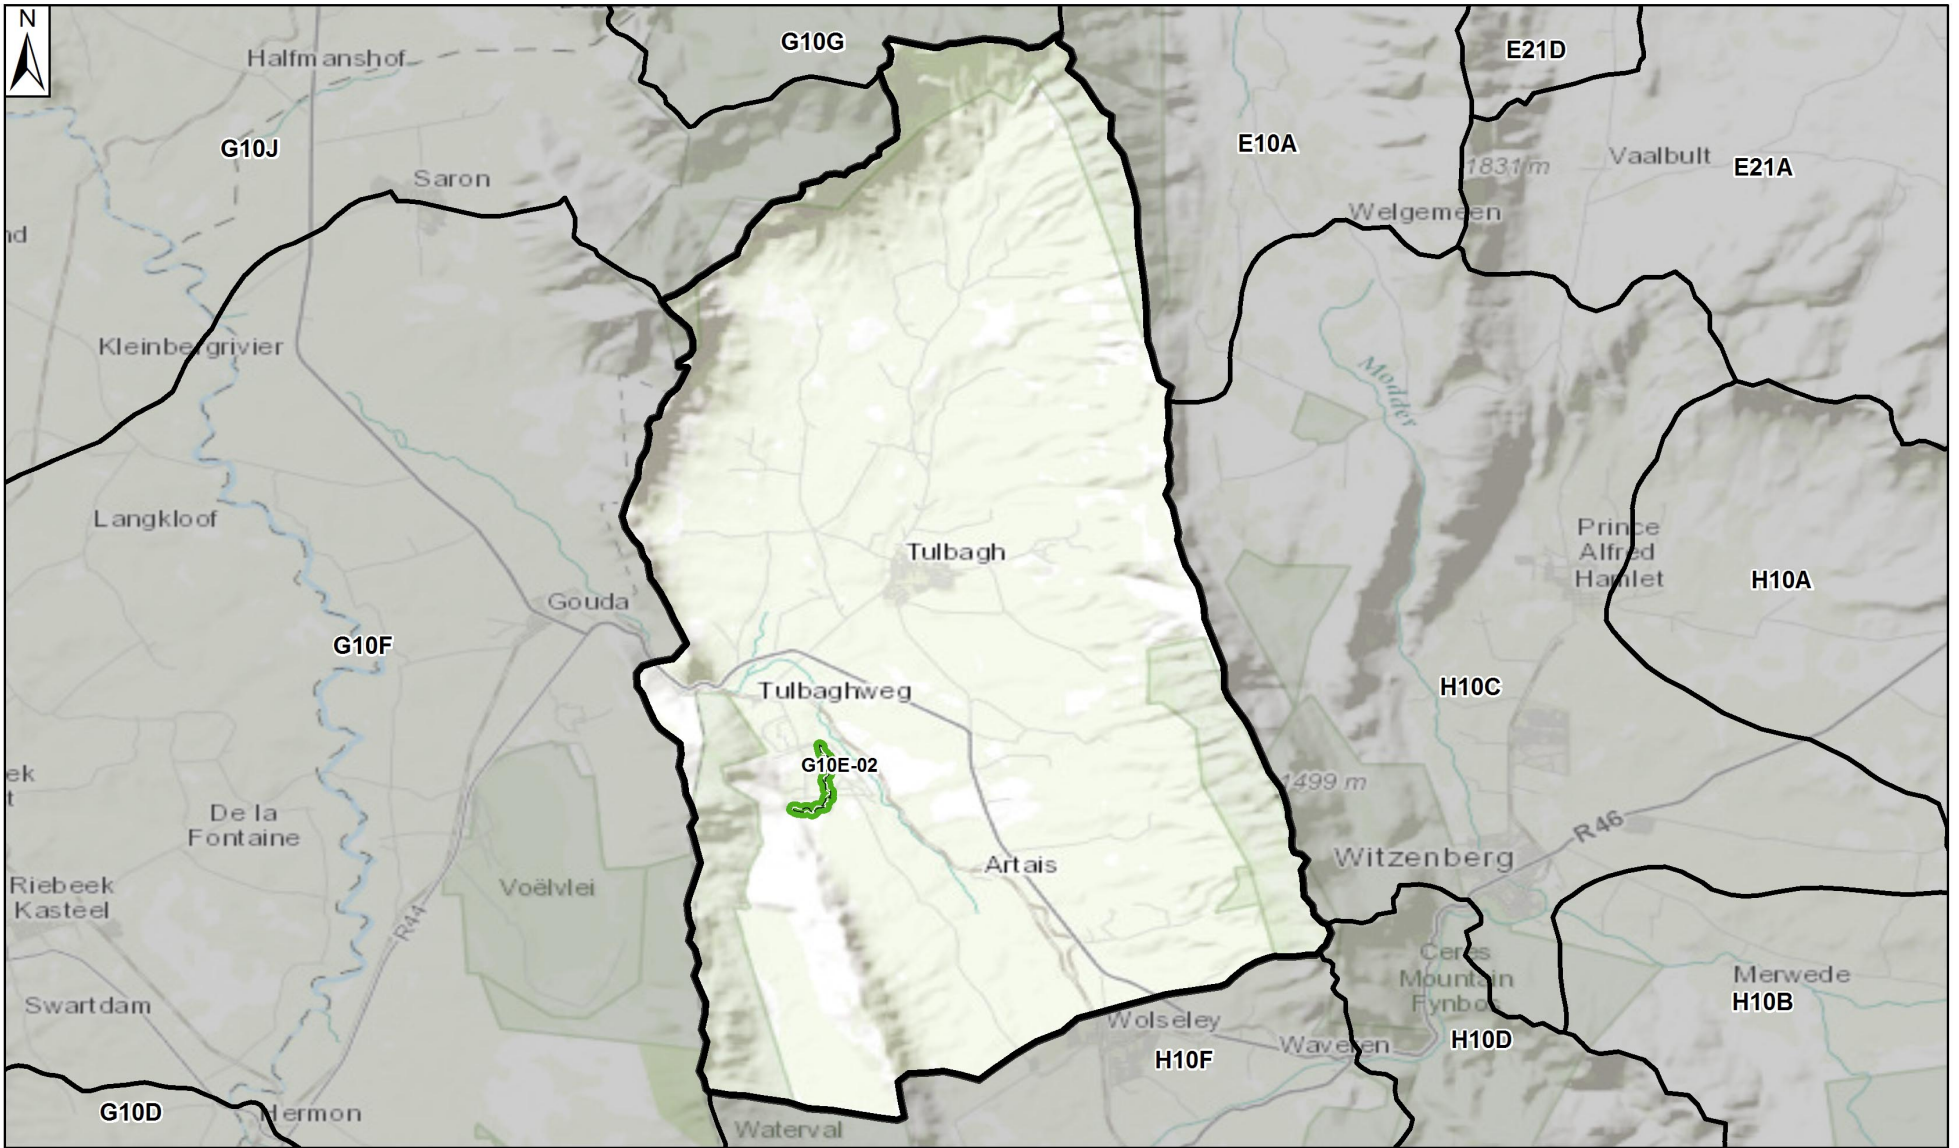 N
Halfmanshof
G10G
E21D
G10J
E10A
1831 m
Vaalbult
E21A
Saron
Welgemeen
nd
Kleinbergrivier
Modder
Langkloof
Prince
Alfred
Hamlet
Tulbagh
H10A
Gouda
G10F
H10C
Tulbaghweg
G10E-02
ek
t
1499 m
De la
Fontaine
R46
Witzenberg
Artais
Riebeek
Kasteel
Voëlvlei
R44
Ceres
Mountain
Fynbos
Merwede
H10B
Swartdam
Wolseley
Waveren
H10D
H10F
G10D
Hermon
Waterval